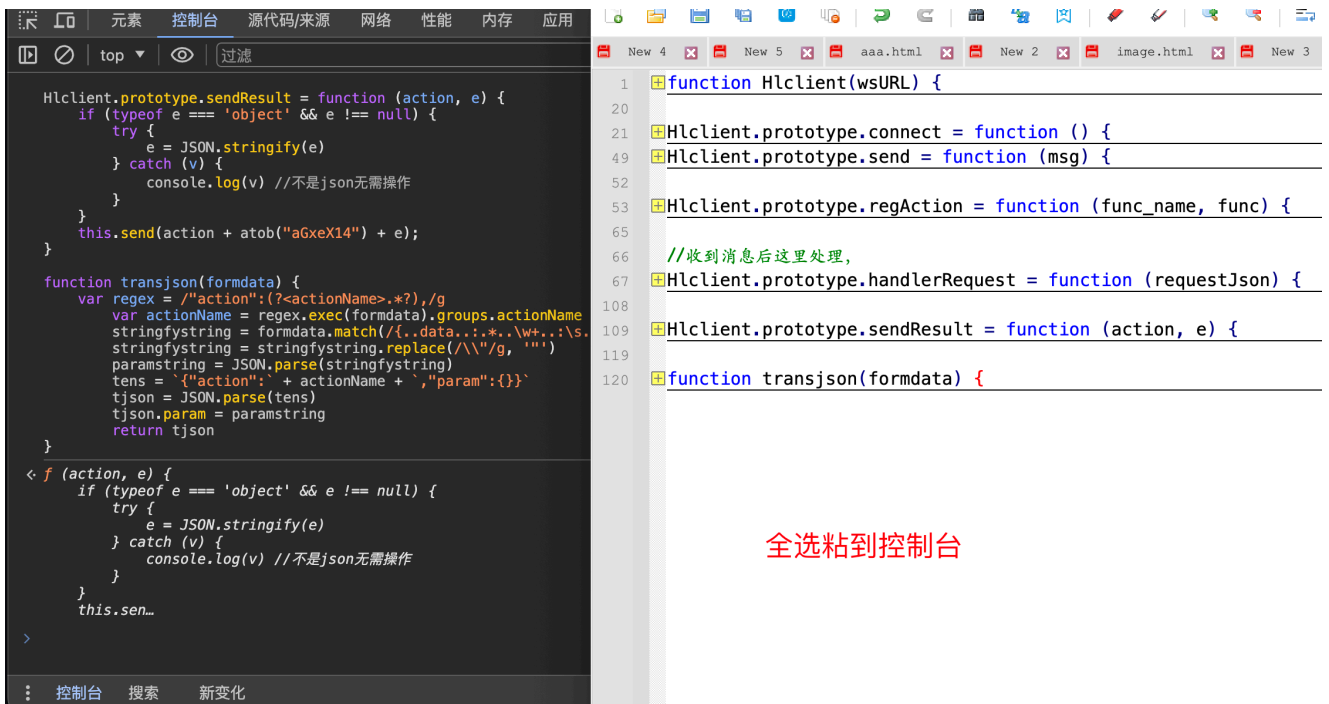 元素 控制台 源代码/来源 网络 性能 内存 应用
top ▼ 过滤
Hlclient.prototype.sendResult = function (action, e) {
    if (typeof e === 'object' && e !== null) {
        try {
            e = JSON.stringify(e)
        } catch (v) {
            console.log(v) //不是json无需操作
        }
    }
    this.send(action + atob("aGxeX14") + e);
}
function transjson(formdata) {
    var regex = /"action":(?<actionName>.*?),/g
        var actionName = regex.exec(formdata).groups.actionName
        stringfystring = formdata.match(/{..data..:.*..\w+..:\s.
        stringfystring = stringfystring.replace(/\\"/g, '"')
        paramstring = JSON.parse(stringfystring)
        tens = `{"action":` + actionName + `,"param":{}}`
        tjson = JSON.parse(tens)
        tjson.param = paramstring
        return tjson
}
ƒ (action, e) {
    if (typeof e === 'object' && e !== null) {
        try {
            e = JSON.stringify(e)
        } catch (v) {
            console.log(v) //不是json无需操作
        }
    }
    this.sen…
>
控制台 搜索 新变化
New 4 New 5 aaa.html New 2 image.html New 3
1 function Hlclient(wsURL) {
20
21 Hlclient.prototype.connect = function () {
49 Hlclient.prototype.send = function (msg) {
52
53 Hlclient.prototype.regAction = function (func_name, func) {
65
66 //收到消息后这里处理，
67 Hlclient.prototype.handlerRequest = function (requestJson) {
108
109 Hlclient.prototype.sendResult = function (action, e) {
119
120 function transjson(formdata) {
全选粘到控制台